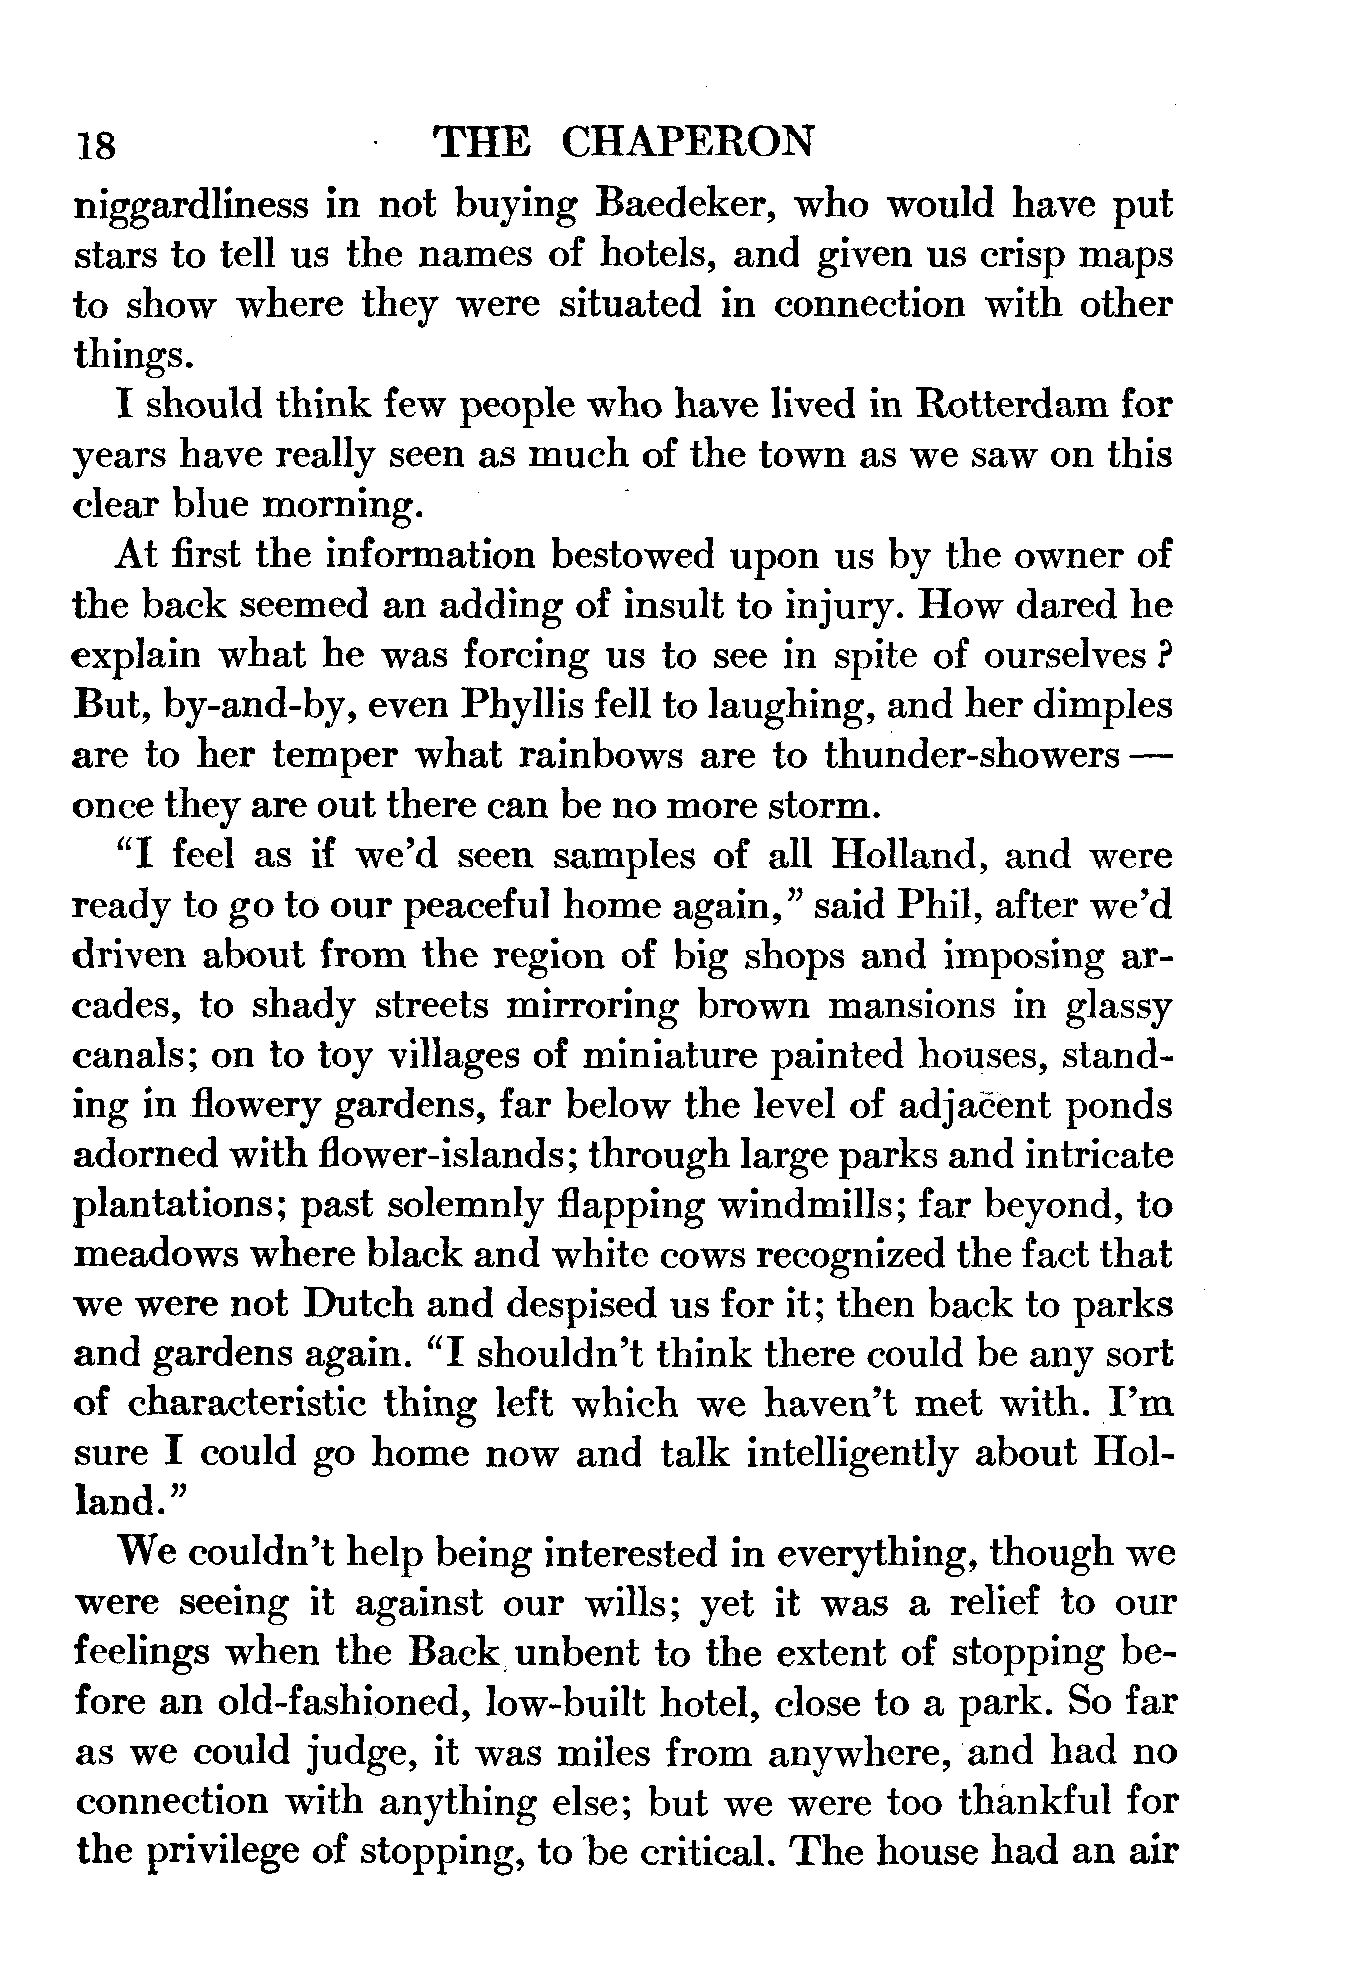 18 THE CHAPERON
niggardliness in not buying Baedeker, who would have put
stars to tell us the names of hotels, and given us crisp maps
to show where they were situated in connection with other
things.
I should think few people who have lived in Rotterdam for
years have really seen as much of the town as we saw on this
clear blue morning.
At first the information bestowed upon us by the owner of
the back seemed an adding of insult to injury. How dared he
explain what he was forcing us to see in spite of ourselves ?
But, by-and-by, even Phyllis fell to laughing, and her dimples
are to her temper what rainbows are to thunder-showers —
once they are out there can be no more storm.
“I feel as if we’d seen samples of all Holland, and were
ready to go to our peaceful home again,” said Phil, after we’d
driven about from the region of big shops and imposing ar-
cades, to shady streets mirroring brown mansions in glassy
canals; on to toy villages of miniature painted houses, stand-
ing in flowery gardens, far below the level of adjacent ponds
adorned with flower-islands; through large parks and intricate
plantations; past solemnly flapping windmills; far beyond, to
meadows where black and white cows recognized the fact that
we were not Dutch and despised us for it; then back to parks
and gardens again. “I shouldn’t think there could be any sort
of characteristic thing left which we haven’t met with. I’m
sure I could go home now and talk intelligently about Hol-
land.”
We couldn’t help being interested in everything, though we
were seeing it against our wills; yet it was a relief to our
feelings when the Back unbent to the extent of stopping be-
fore an old-fashioned, low-built hotel, close to a park. So far
as we could judge, it was miles from anywhere, and had no
connection with anything else; but we were too thankful for
the privilege of stopping, to be critical. The house had an air